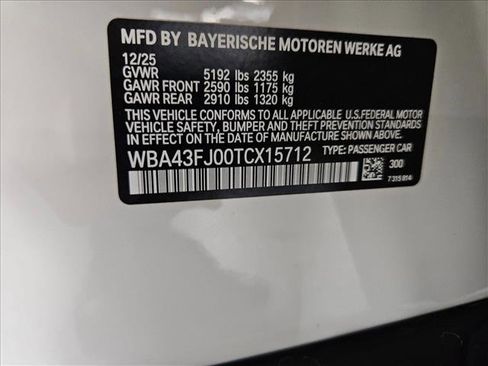 MFD BY BAYERISCHE MOTOREN WERKE AG
12/25
GVWR 5192 lbs 2355 kg
GAWR FRONT 2590 lbs 1175 kg
GAWR REAR 2910 lbs 1320 kg
THIS VEHICLE CONFORMS TO ALL APPLICABLE U.S.FEDERAL MOTOR
VEHICLE SAFETY, BUMPER AND THEFT PREVENTION STANDARDS
IN EFFECT ON THE DATE OF MANUFACTURE SHOWN ABOVE.
WBA43FJ00TCX15712 TYPE: PASSENGER CAR
300
7315814